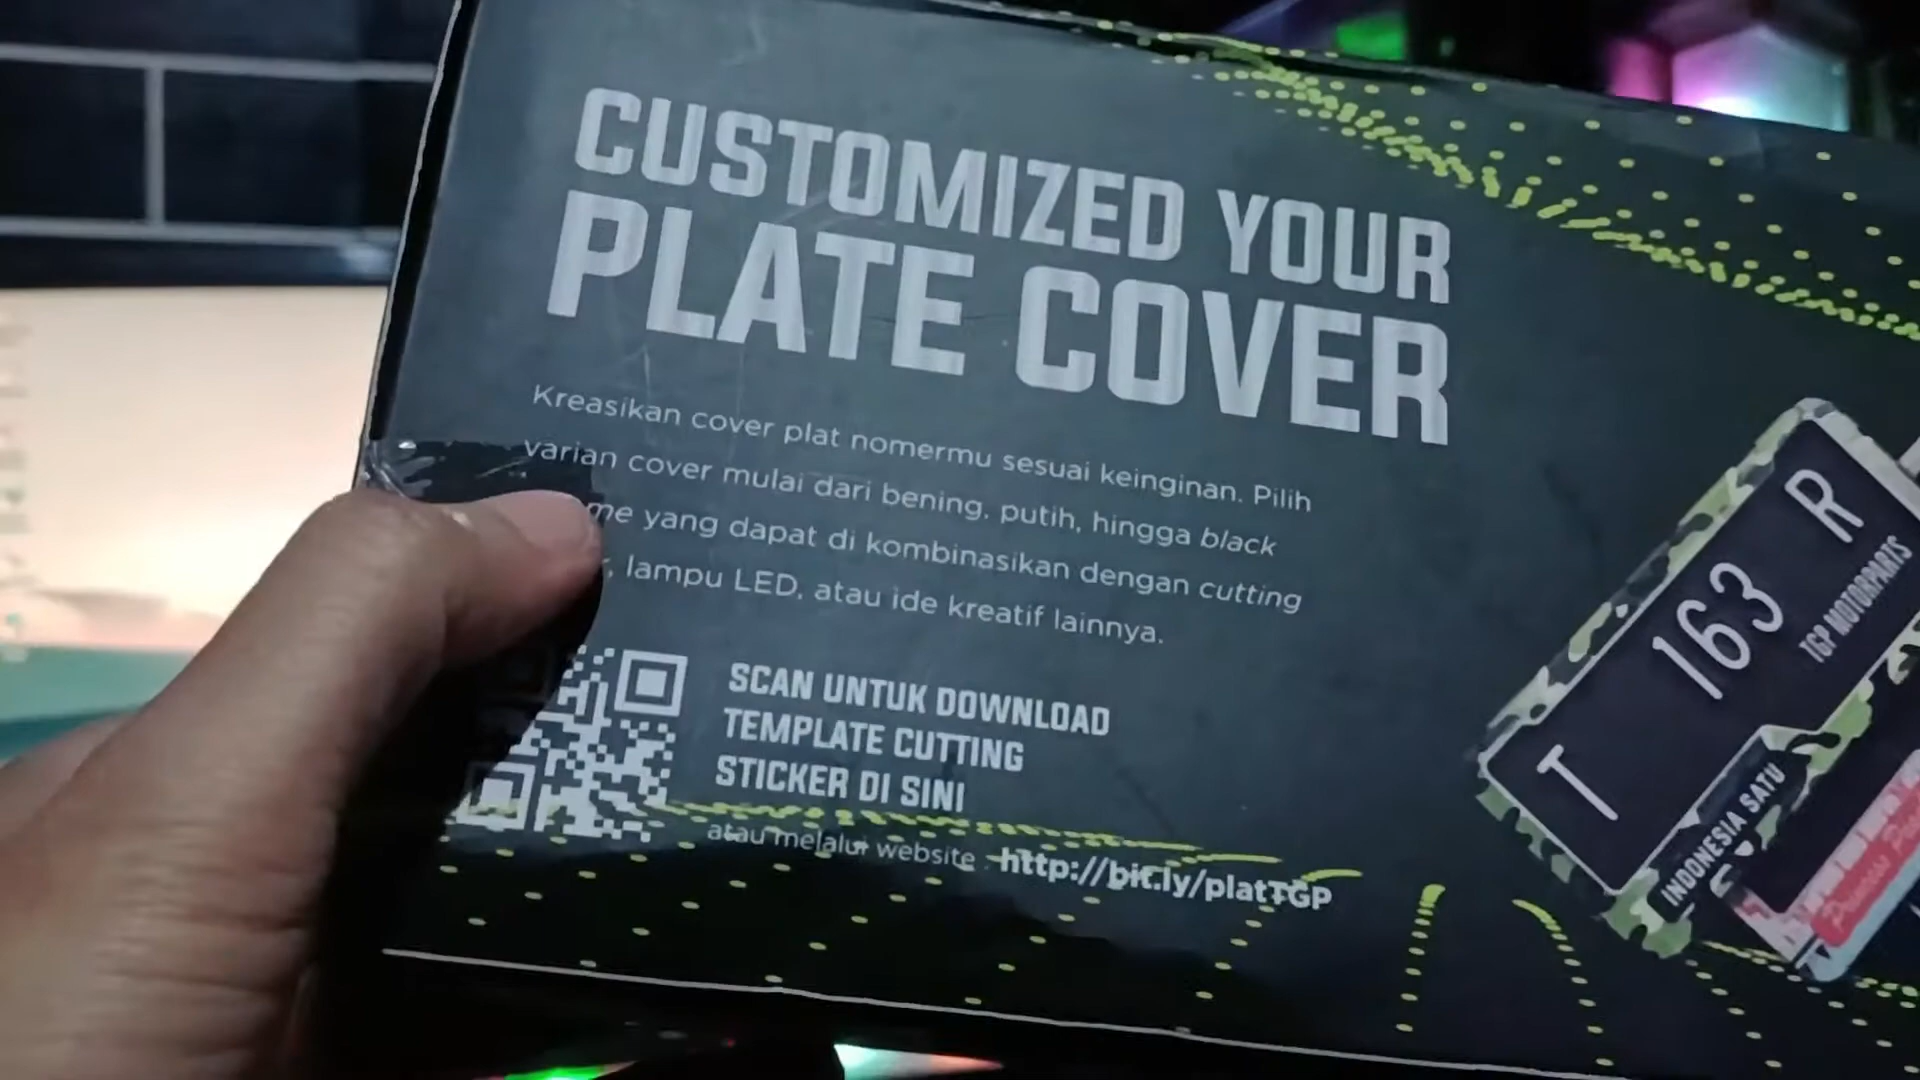 CUSTOMIZED YOUR
PLATE COVER
Kreasikan cover plat nomermu sesuai keinginan. Pilih
varian cover mulai dari bening, putih, hingga black
yang dapat di kombinasikan dengan cutting
lampu LED, atau ide kreatif lainnya.
SCAN UNTUK DOWNLOAD
TEMPLATE CUTTING
STICKER DI SINI
atau melalui website : http://bit.ly/platTGP
T 163 R
TGP MOTORPARTS
INDONESIA SATU